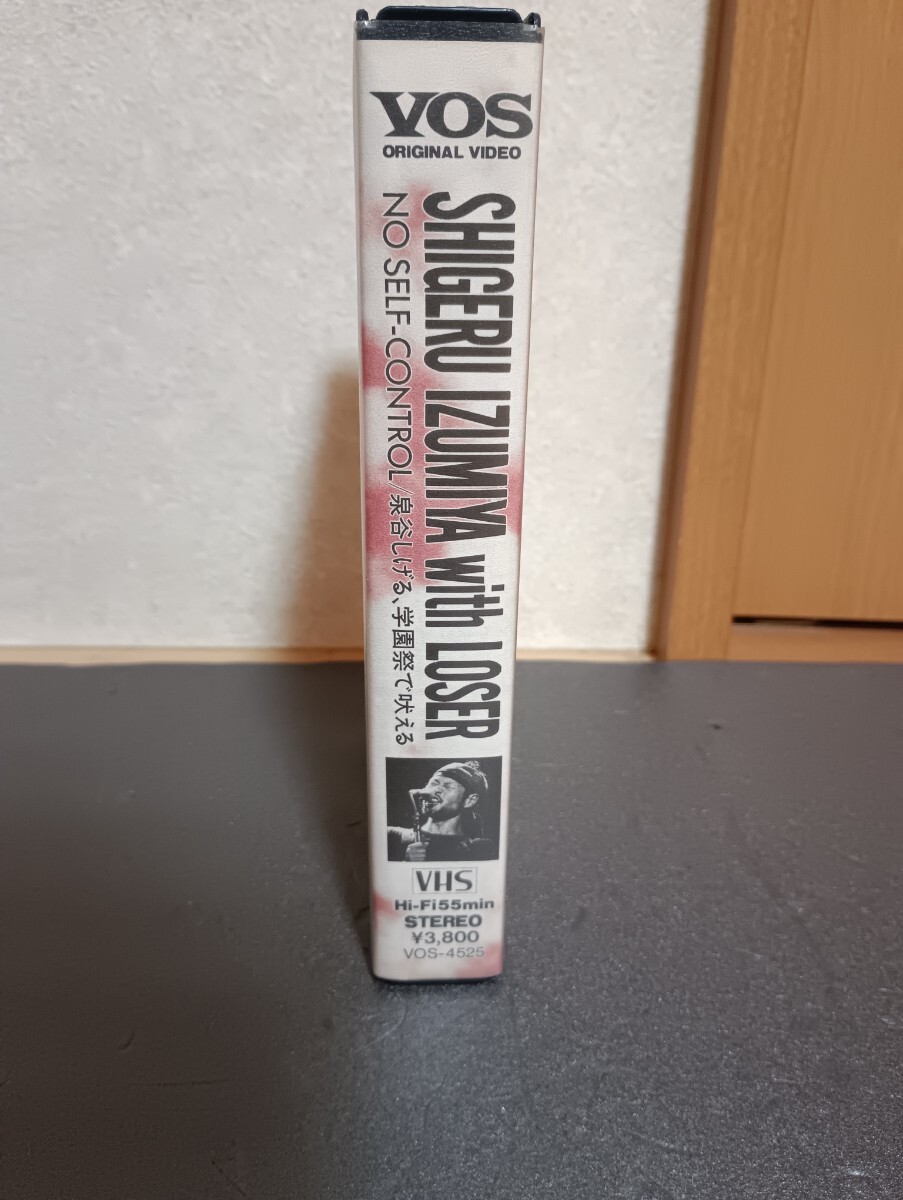 VOS
ORIGINAL VIDEO
SHIGERU IZUMIYA with LOSER
NO SELF-CONTROL/泉谷しげる、学園祭で吠える
VHS
Hi-Fi55min
STEREO
¥3,800
VOS-4525